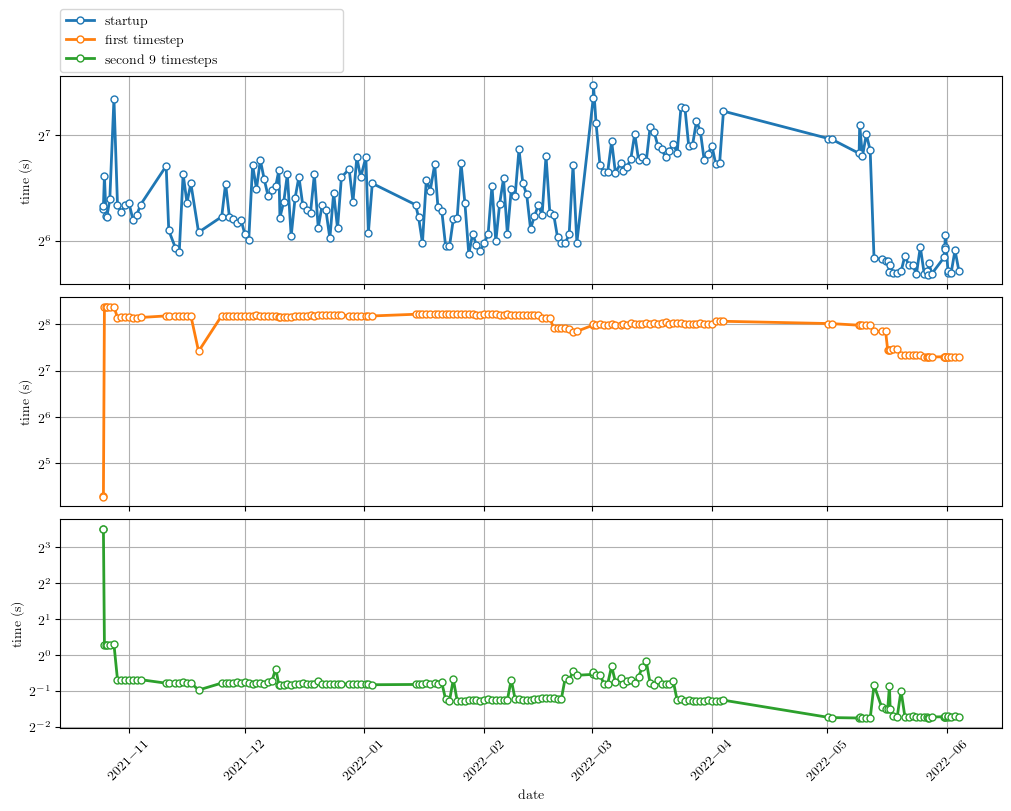 startup
first timestep
second 9 timesteps
time (s)
2^7
2^6
time (s)
2^8
2^7
2^6
2^5
time (s)
2^3
2^2
2^1
2^0
2^−1
2^−2
2021−11
2021−12
2022−01
2022−02
2022−03
2022−04
2022−05
2022−06
date